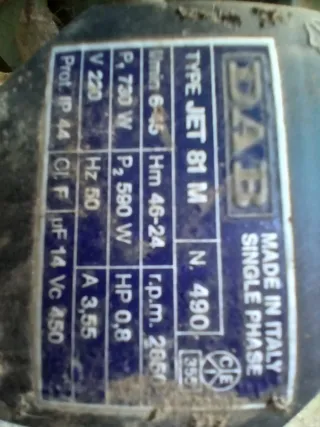 DAB
MADE IN ITALY
SINGLE PHASE
TYPE JET 81 M N. 490
l/min 6-45 Hm 46-24 r.p.m. 2850
P1 730 W P2 590 W HP 0,8
V 220 Hz 50 A 3,55
Prot. IP 44 Cl. F µF 14 Vc 450
355